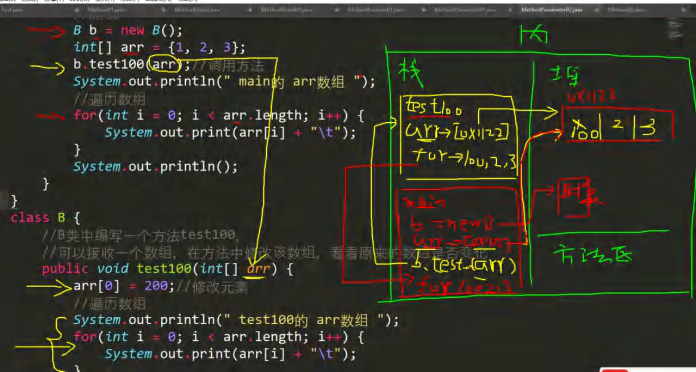 B b = new B();
int[] arr = {1, 2, 3};
b.test100(arr);//调用方法
System.out.println(" main的 arr数组 ");
//遍历数组
for(int i = 0; i < arr.length; i++) {
System.out.print(arr[i] + "\t");
}
System.out.println();
}
}
class B {
//B类中编写一个方法test100,
//可以接收一个数组, 在方法中修改该数组, 看看原来的数组是否变化
public void test100(int[] arr) {
arr[0] = 200;//修改元素
//遍历数组
System.out.println(" test100的 arr数组 ");
for(int i = 0; i < arr.length; i++) {
System.out.print(arr[i] + "\t");
}
栈
test100
arr→[0x1122]
for→200,2,3
main
b =new B
b.test100(arr)
堆
0x1122
200 | 2 | 3
方法区